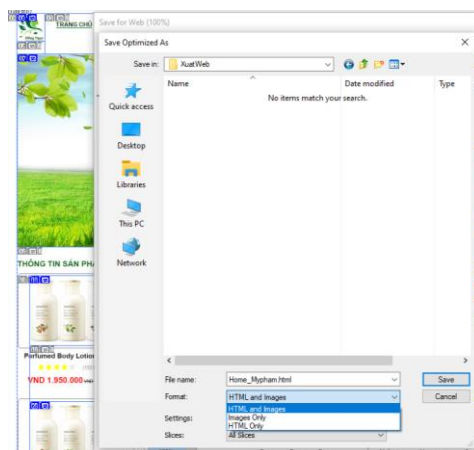 TRANG CHỦ
Save for Web (100%)
Save Optimized As
Save in:
XuatWeb
Name
Date modified
Type
No items match your search.
Quick access
Desktop
Libraries
This PC
Network
THÔNG TIN SẢN PH
Perfumed Body Lotio
VND 1.950.000
File name:
Home_Mypham.html
Save
Format:
HTML and Images
Cancel
HTML and Images
Images Only
HTML Only
Settings:
Slices:
All Slices